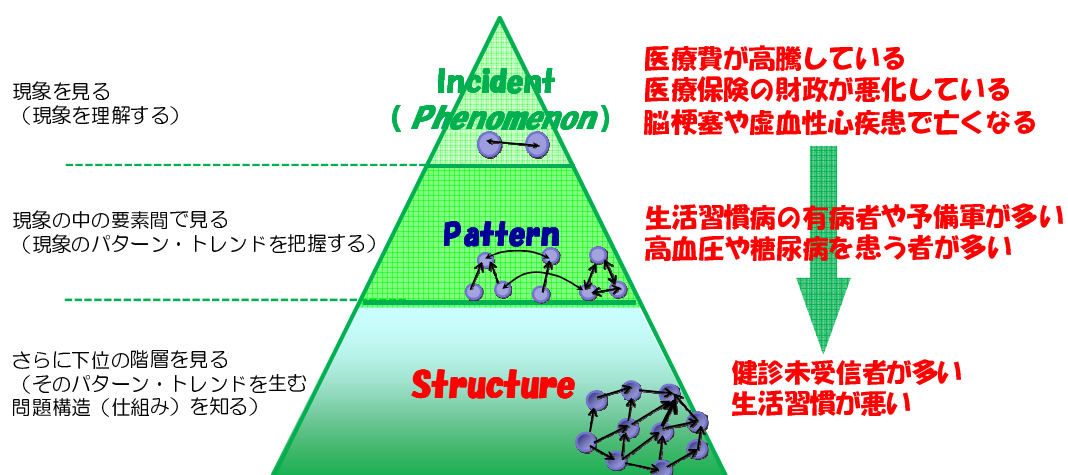 現象を見る
（現象を理解する）
Incident
（Phenomenon）
医療費が高騰している
医療保険の財政が悪化している
脳梗塞や虚血性心疾患で亡くなる
現象の中の要素間で見る
（現象のパターン・トレンドを把握する）
Pattern
生活習慣病の有病者や予備軍が多い
高血圧や糖尿病を患う者が多い
さらに下位の階層を見る
（そのパターン・トレンドを生む
問題構造（仕組み）を知る）
Structure
健診未受信者が多い
生活習慣が悪い